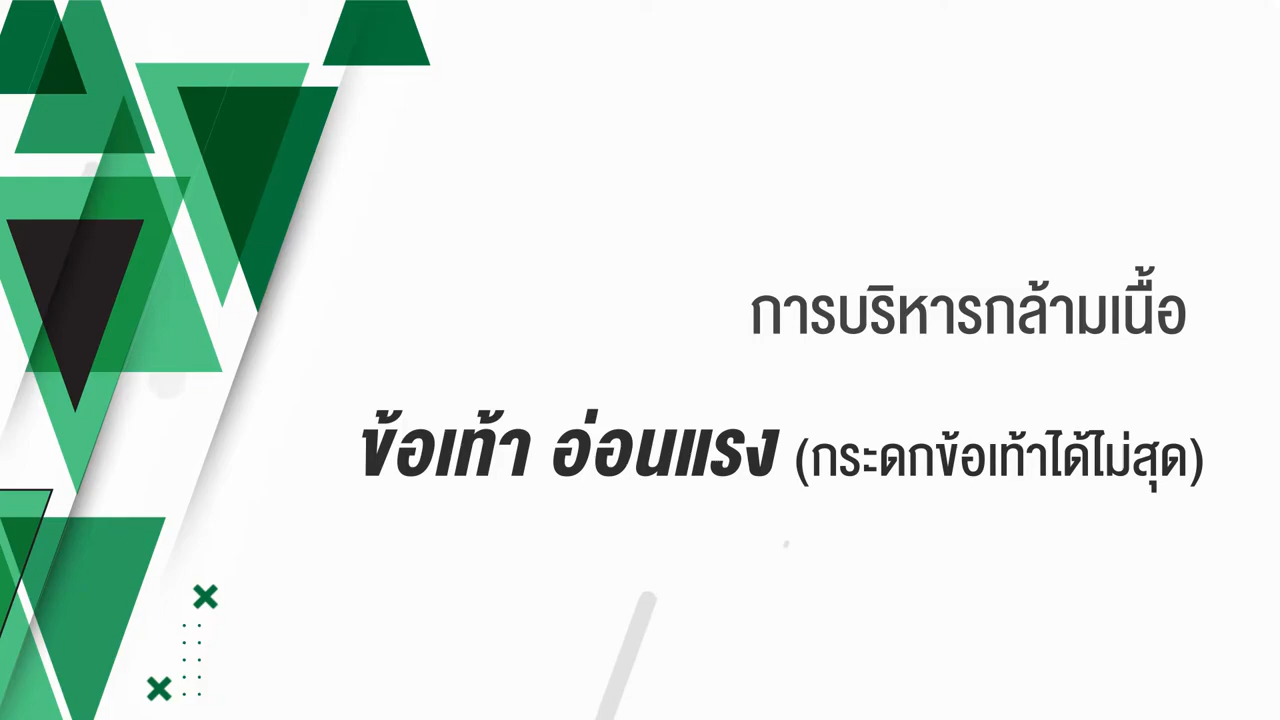 การบริหารกล้ามเนื้อ
ข้อเท้า อ่อนแรง (กระดกข้อเท้าได้ไม่สุด)